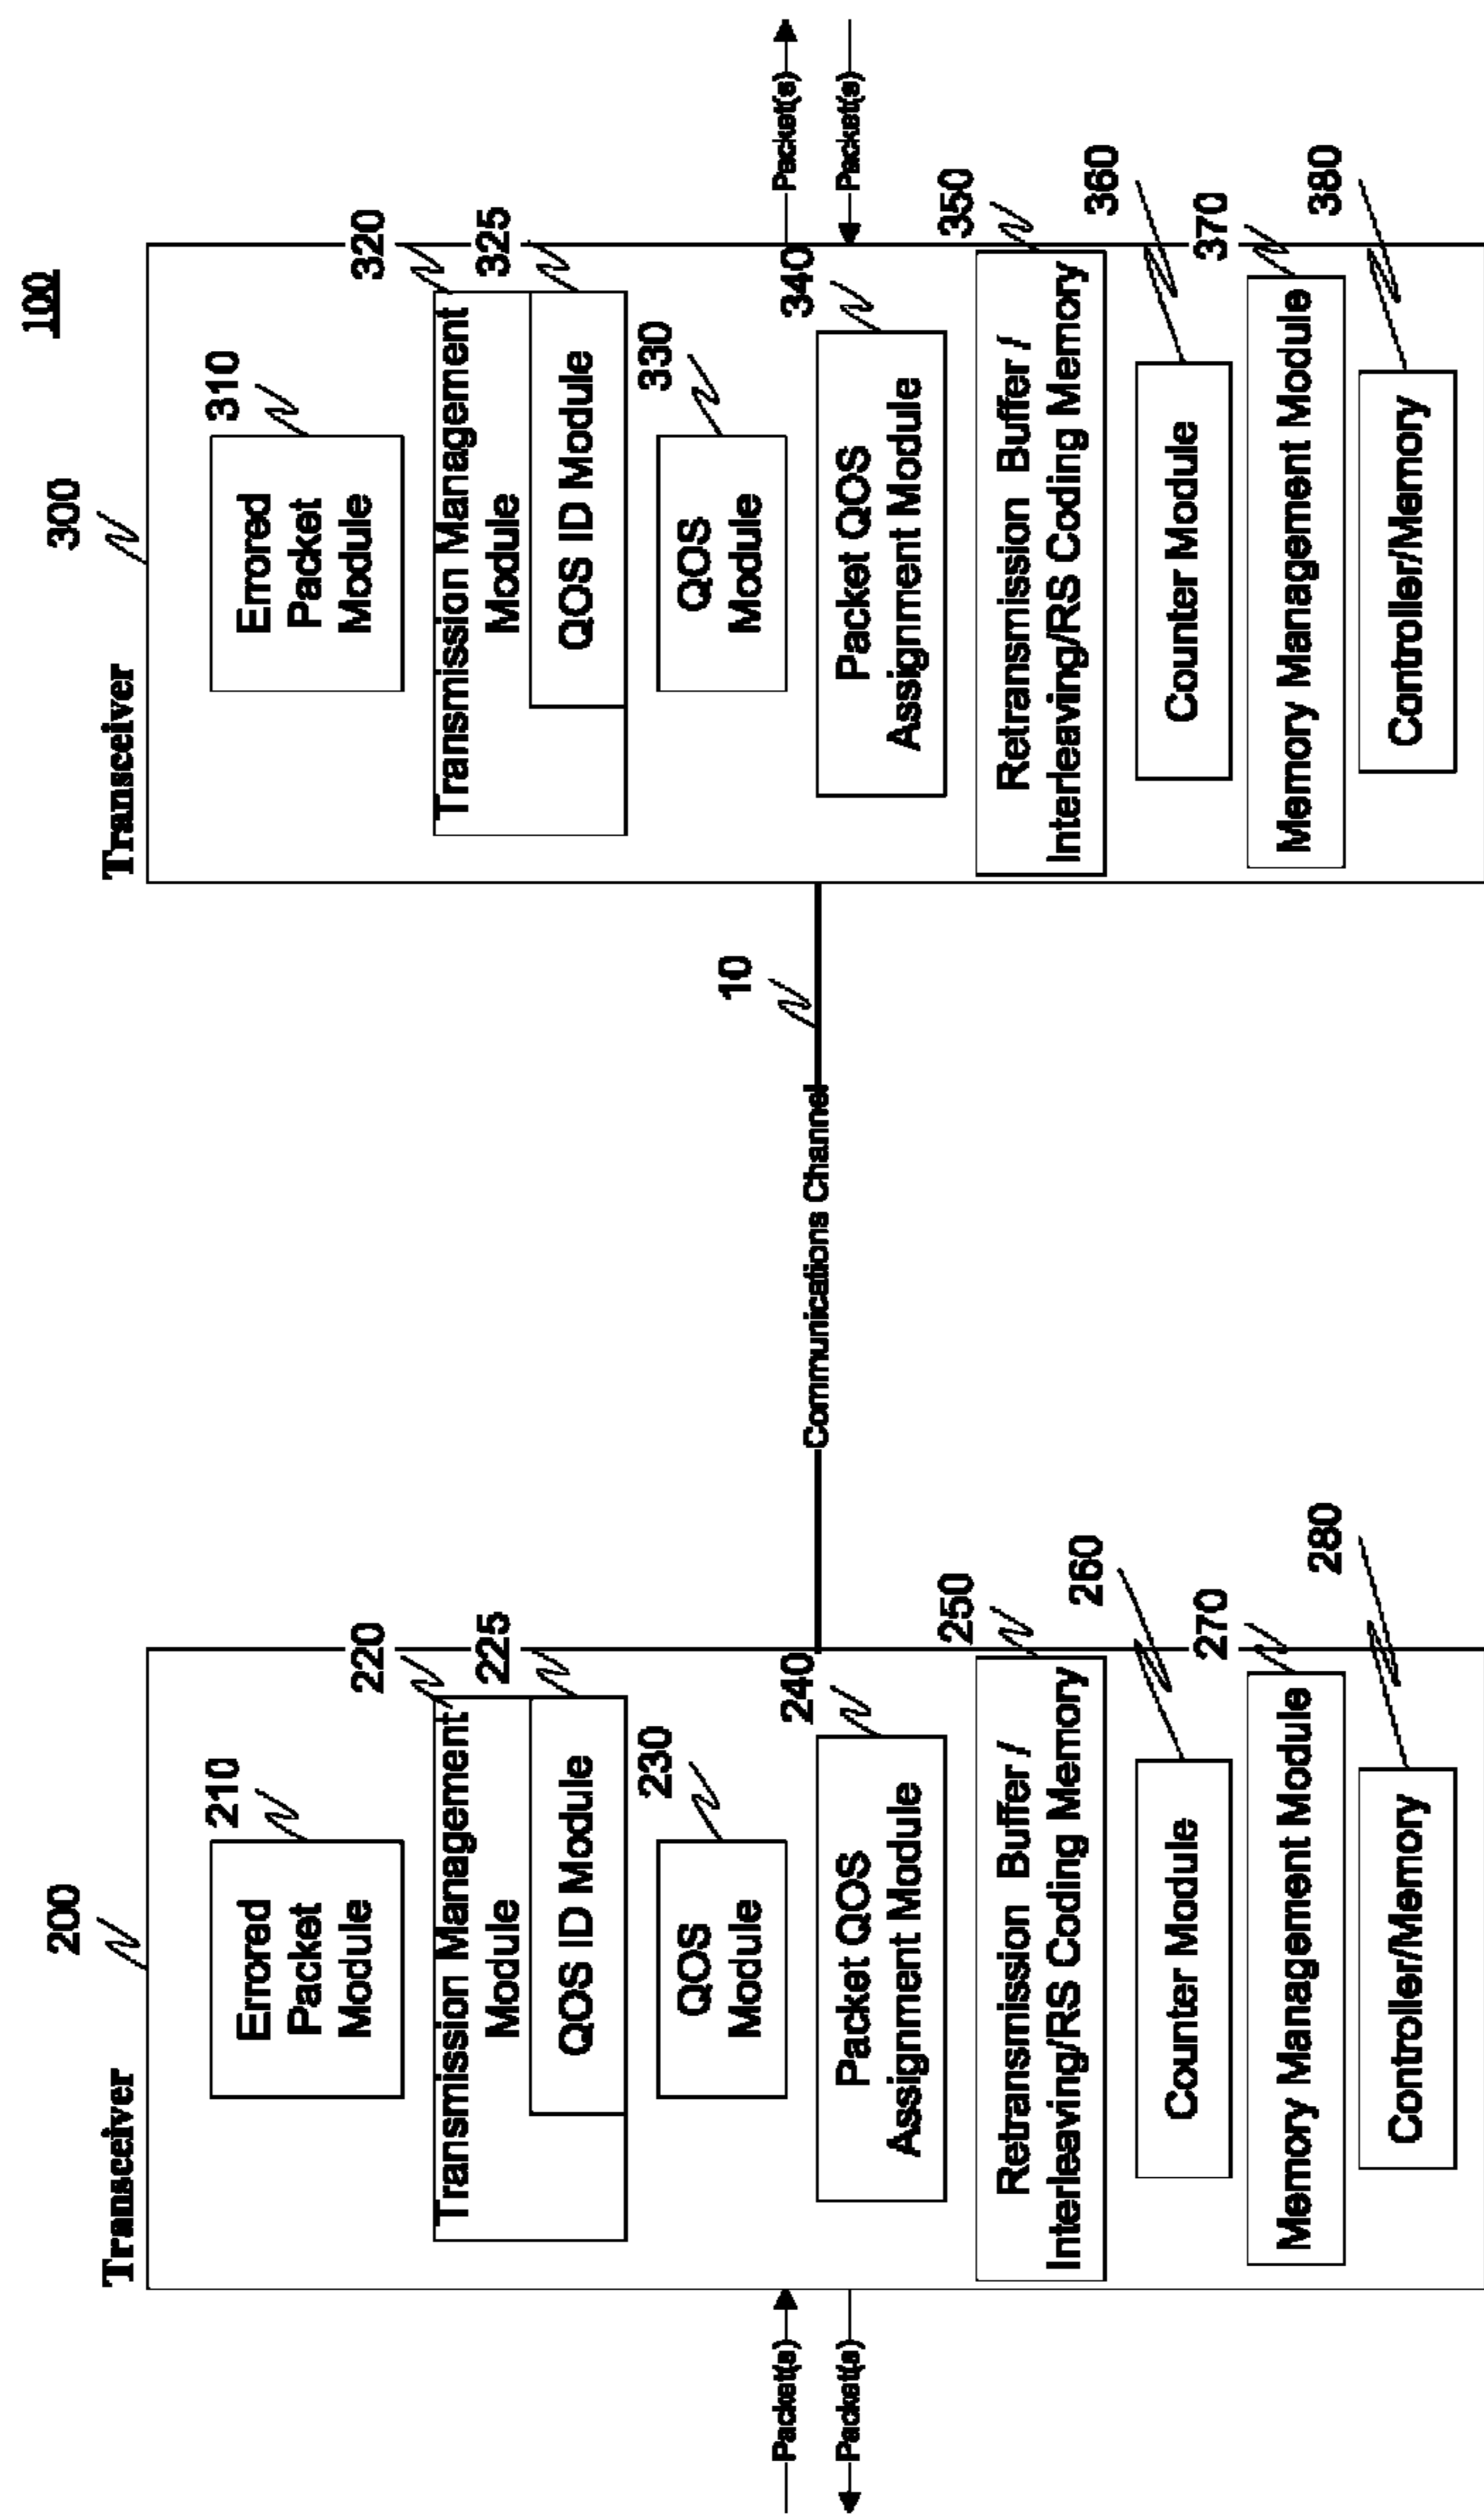 100
200
Transceiver
210
Errored
Packet
Module
220
Transmission Management
Module
225
QOS ID Module
230
QOS
Module
Packet(s)
Packet(s)
240
Packet QOS
Assignment Module
250
Retransmission Buffer /
Interleaving/RS Coding Memory
260
Counter Module
270
Memory Management Module
280
Controller/Memory
10
Communications Channel
300
Transceiver
310
Errored
Packet
Module
320
Transmission Management
Module
325
QOS ID Module
330
QOS
Module
Packet(s)
Packet(s)
340
Packet QOS
Assignment Module
350
Retransmission Buffer /
Interleaving/RS Coding Memory
360
Counter Module
370
Memory Management Module
380
Controller/Memory